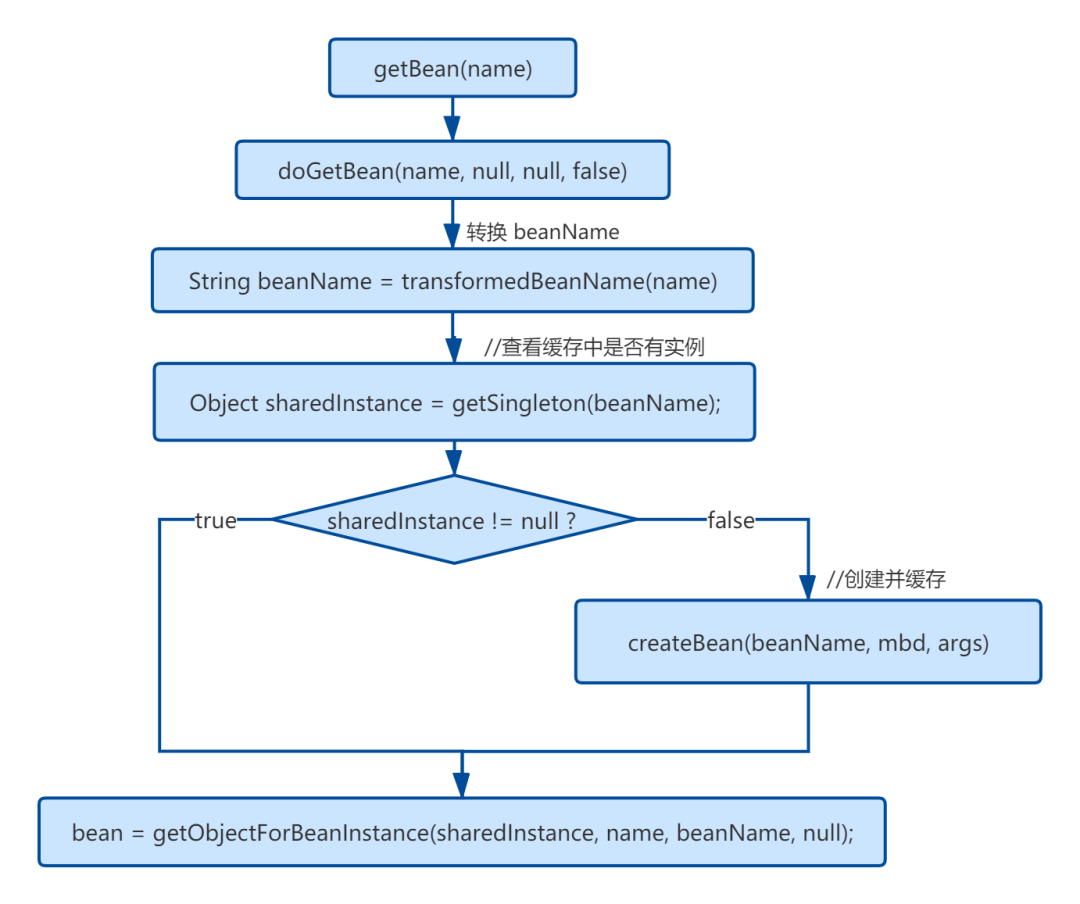 getBean(name)
doGetBean(name, null, null, false)
转换 beanName
String beanName = transformedBeanName(name)
//查看缓存中是否有实例
Object sharedInstance = getSingleton(beanName);
sharedInstance != null ?
true
false
//创建并缓存
createBean(beanName, mbd, args)
bean = getObjectForBeanInstance(sharedInstance, name, beanName, null);